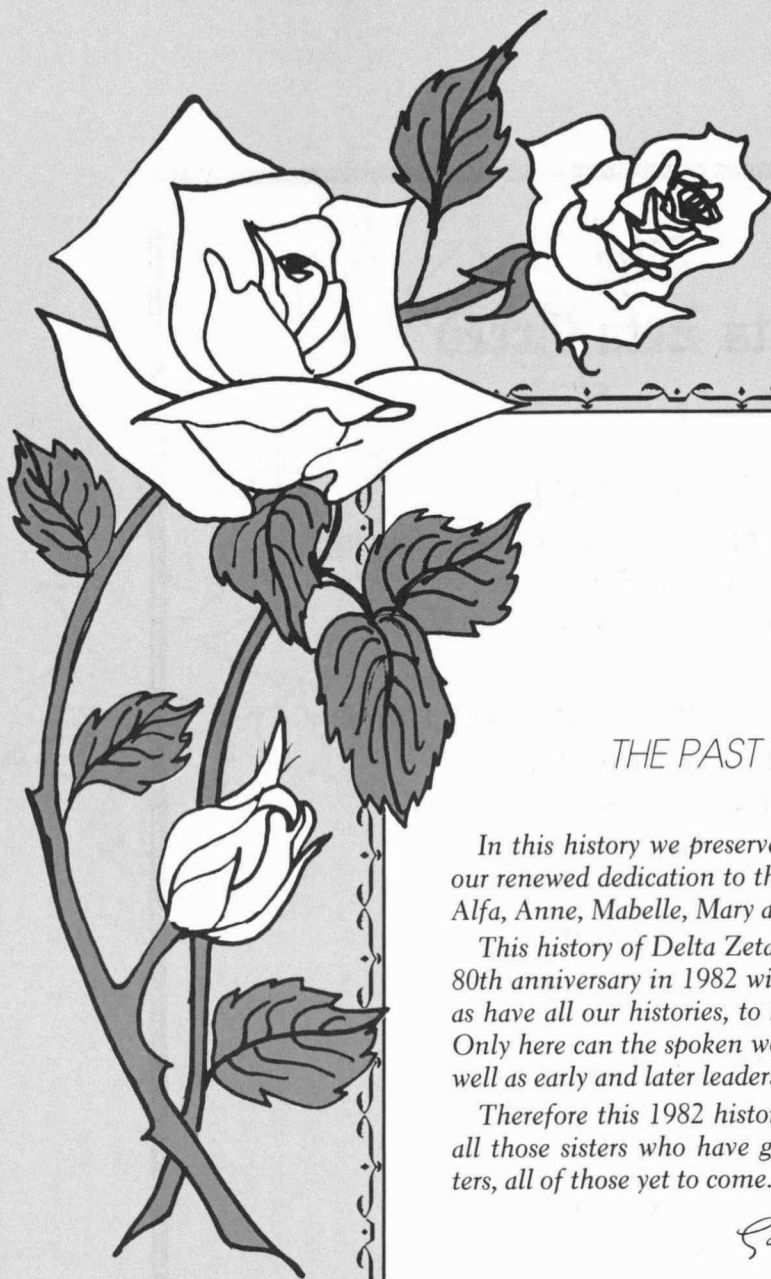 THE PAST
In this history we preserve
our renewed dedication to th
Alfa, Anne, Mabelle, Mary a
This history of Delta Zeta
80th anniversary in 1982 wi
as have all our histories, to
Only here can the spoken w
well as early and later leader
Therefore this 1982 histor
all those sisters who have g
ters, all of those yet to come.